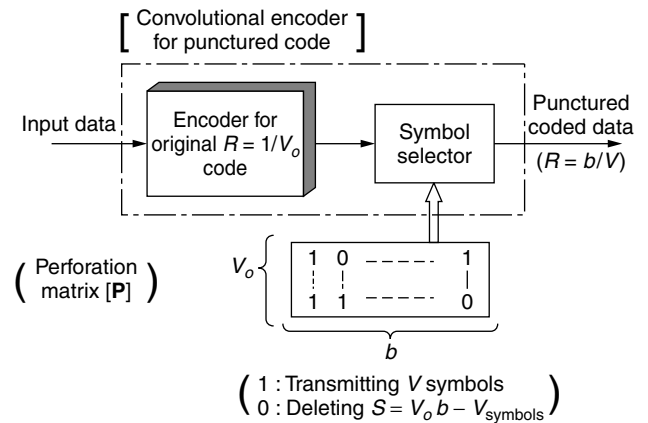 [ Convolutional encoder
for punctured code ]
Input data
Encoder for
original R = 1/Vo
code
Symbol
selector
Punctured
coded data
(R = b/V)
( Perforation
matrix [P] )
Vo
1 0 1
1 1 0
b
( 1 : Transmitting V symbols
0 : Deleting S = Vo b – Vsymbols )